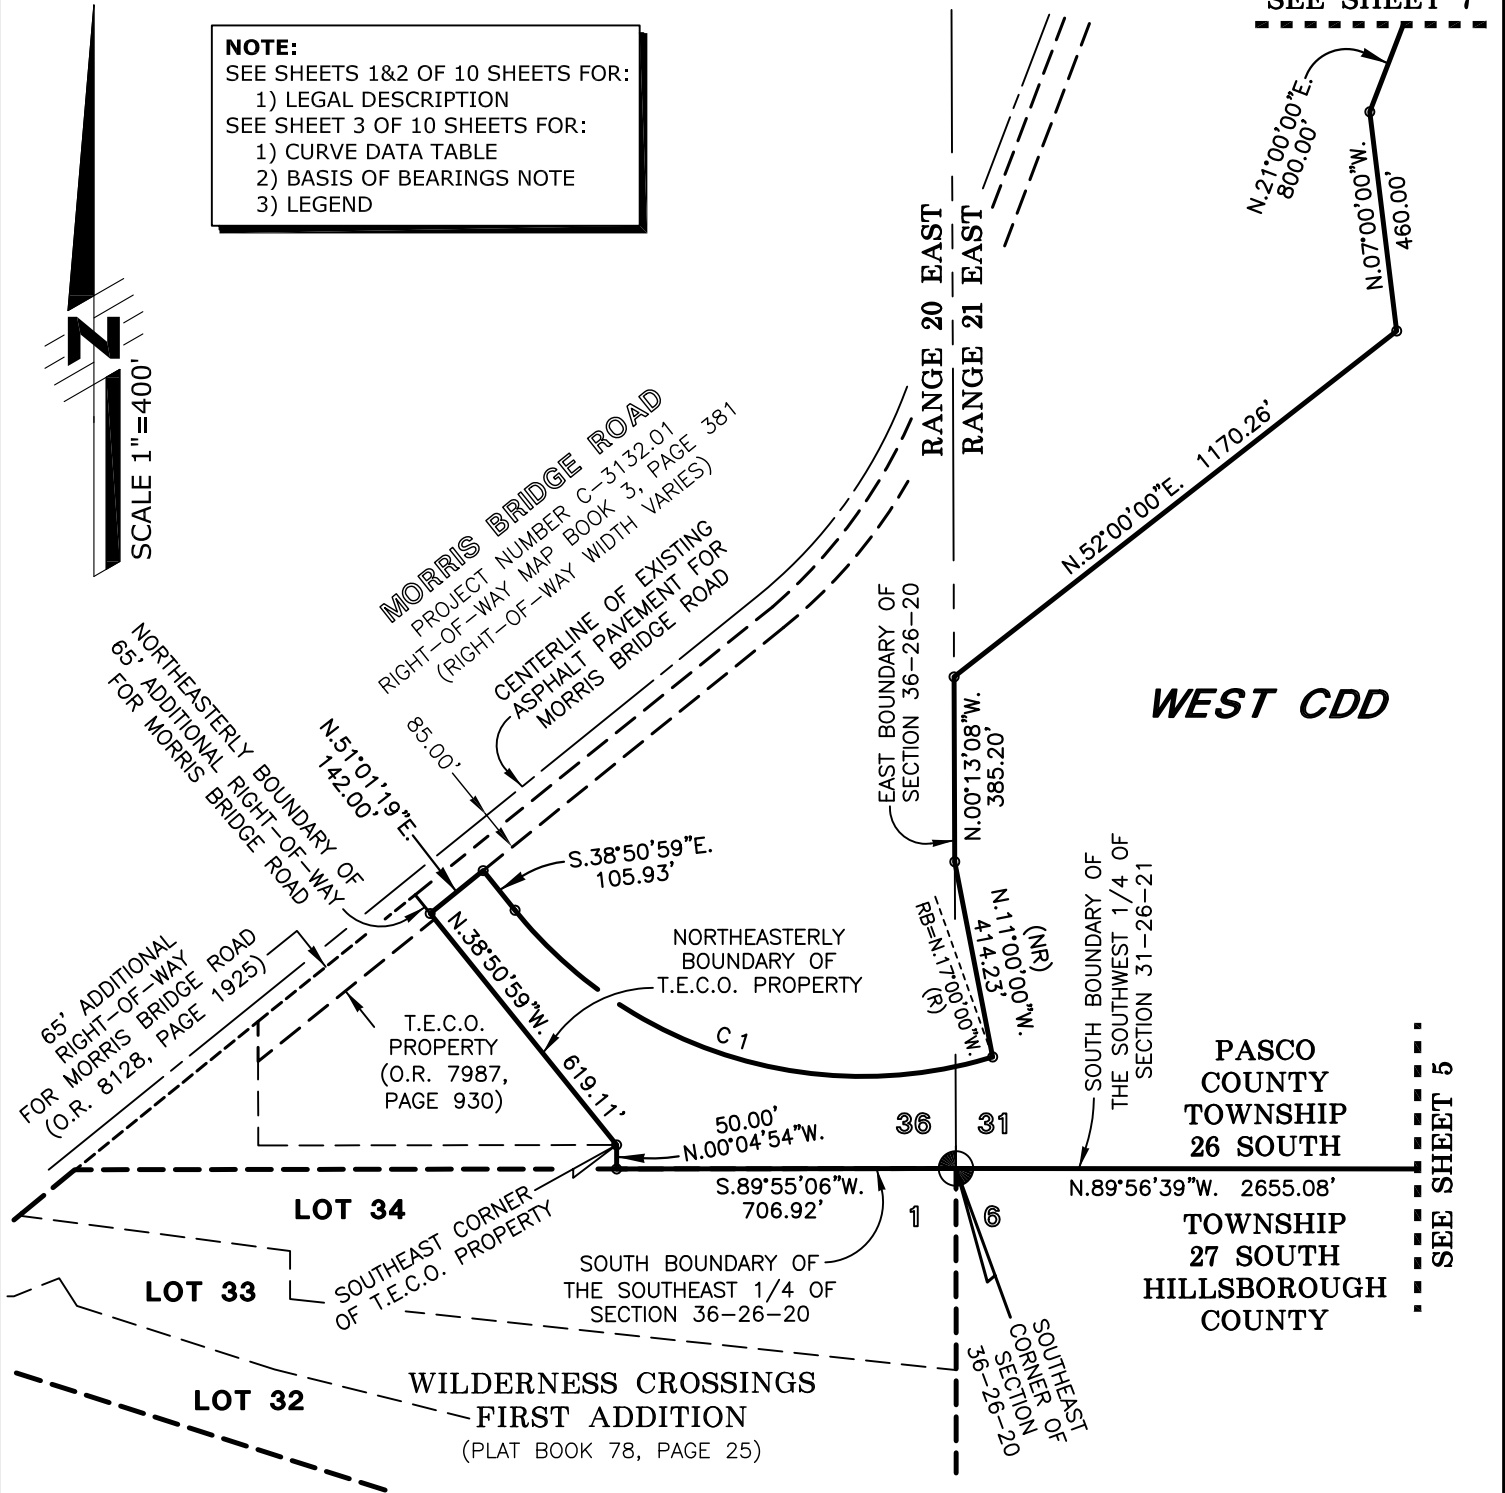 SEE SHEET 7
NOTE:
SEE SHEETS 1&2 OF 10 SHEETS FOR:
1) LEGAL DESCRIPTION
SEE SHEET 3 OF 10 SHEETS FOR:
1) CURVE DATA TABLE
2) BASIS OF BEARINGS NOTE
3) LEGEND
N
SCALE 1"=400'
N.21°00'00"E.
800.00'
N.07°00'00"W.
460.00'
RANGE 20 EAST
RANGE 21 EAST
N.52°00'00"E. 1170.26'
MORRIS BRIDGE ROAD
PROJECT NUMBER C-3132.01
RIGHT-OF-WAY MAP BOOK 3, PAGE 381
(RIGHT-OF-WAY WIDTH VARIES)
CENTERLINE OF EXISTING
ASPHALT PAVEMENT FOR
MORRIS BRIDGE ROAD
NORTHEASTERLY BOUNDARY OF
65' ADDITIONAL RIGHT-OF-WAY
FOR MORRIS BRIDGE ROAD
N.51°01'19"E.
142.00'
85.00'
EAST BOUNDARY OF
SECTION 36-26-20
N.00°13'08"W.
385.20'
WEST CDD
S.38°50'59"E.
105.93'
65' ADDITIONAL
RIGHT-OF-WAY
FOR MORRIS BRIDGE ROAD
(O.R. 8128, PAGE 1925)
N.38°50'59"W. 619.11'
NORTHEASTERLY
BOUNDARY OF
T.E.C.O. PROPERTY
RB=N.17°00'00"W.
(R)
N.11°00'00"W.
414.23'
(NR)
SOUTH BOUNDARY OF
THE SOUTHWEST 1/4 OF
SECTION 31-26-21
T.E.C.O.
PROPERTY
(O.R. 7987,
PAGE 930)
C 1
PASCO
COUNTY
TOWNSHIP
26 SOUTH
SEE SHEET 5
50.00'
N.00°04'54"W.
36
31
S.89°55'06"W.
706.92'
N.89°56'39"W. 2655.08'
1
6
TOWNSHIP
27 SOUTH
HILLSBOROUGH
COUNTY
LOT 34
SOUTHEAST CORNER
OF T.E.C.O. PROPERTY
SOUTH BOUNDARY OF
THE SOUTHEAST 1/4 OF
SECTION 36-26-20
LOT 33
SOUTHEAST
CORNER OF
SECTION
36-26-20
LOT 32
WILDERNESS CROSSINGS
FIRST ADDITION
(PLAT BOOK 78, PAGE 25)